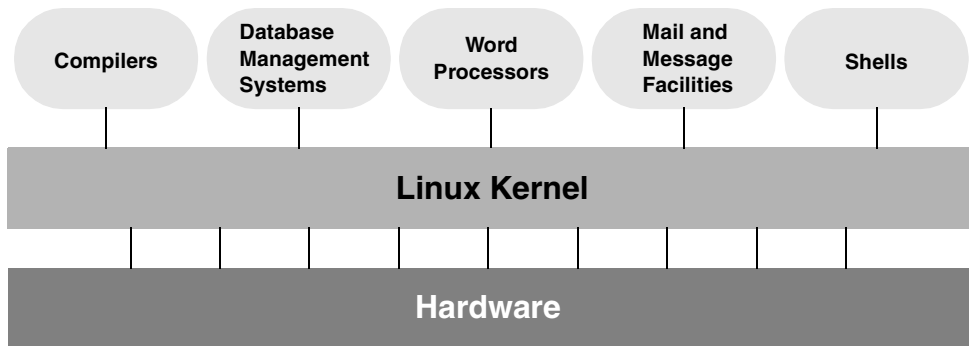 Compilers
Database
Management
Systems
Word
Processors
Mail and
Message
Facilities
Shells
Linux Kernel
Hardware